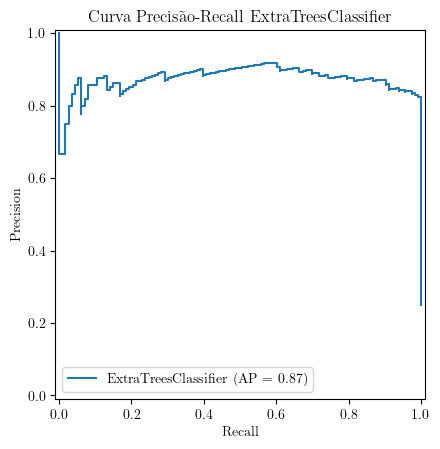 Curva Precisão-Recall ExtraTreesClassifier
1.0
0.8
0.6
0.4
0.2
0.0
Precision
ExtraTreesClassifier (AP = 0.87)
0.0 0.2 0.4 0.6 0.8 1.0
Recall